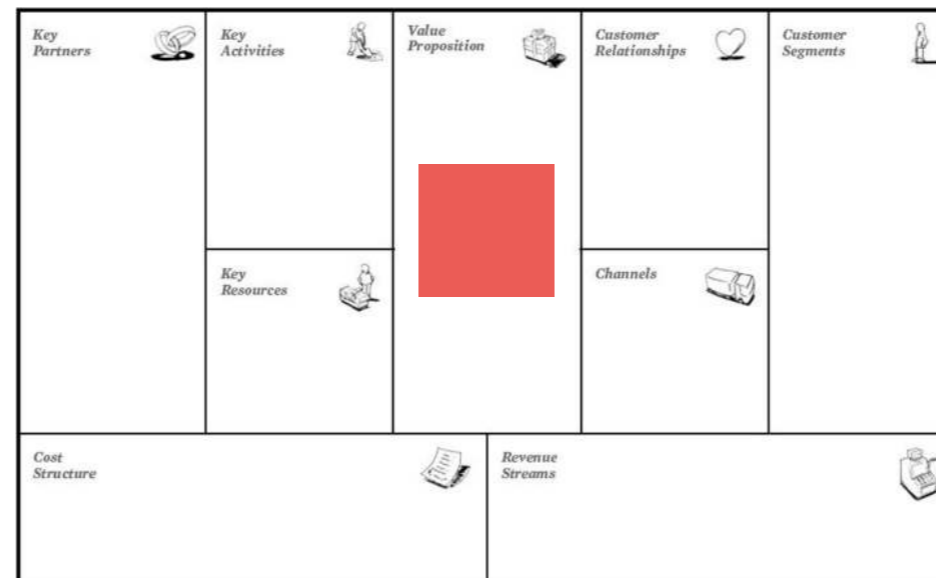 Key
Partners
Key
Activities
Value
Proposition
Customer
Relationships
Customer
Segments
Key
Resources
Channels
Cost
Structure
Revenue
Streams